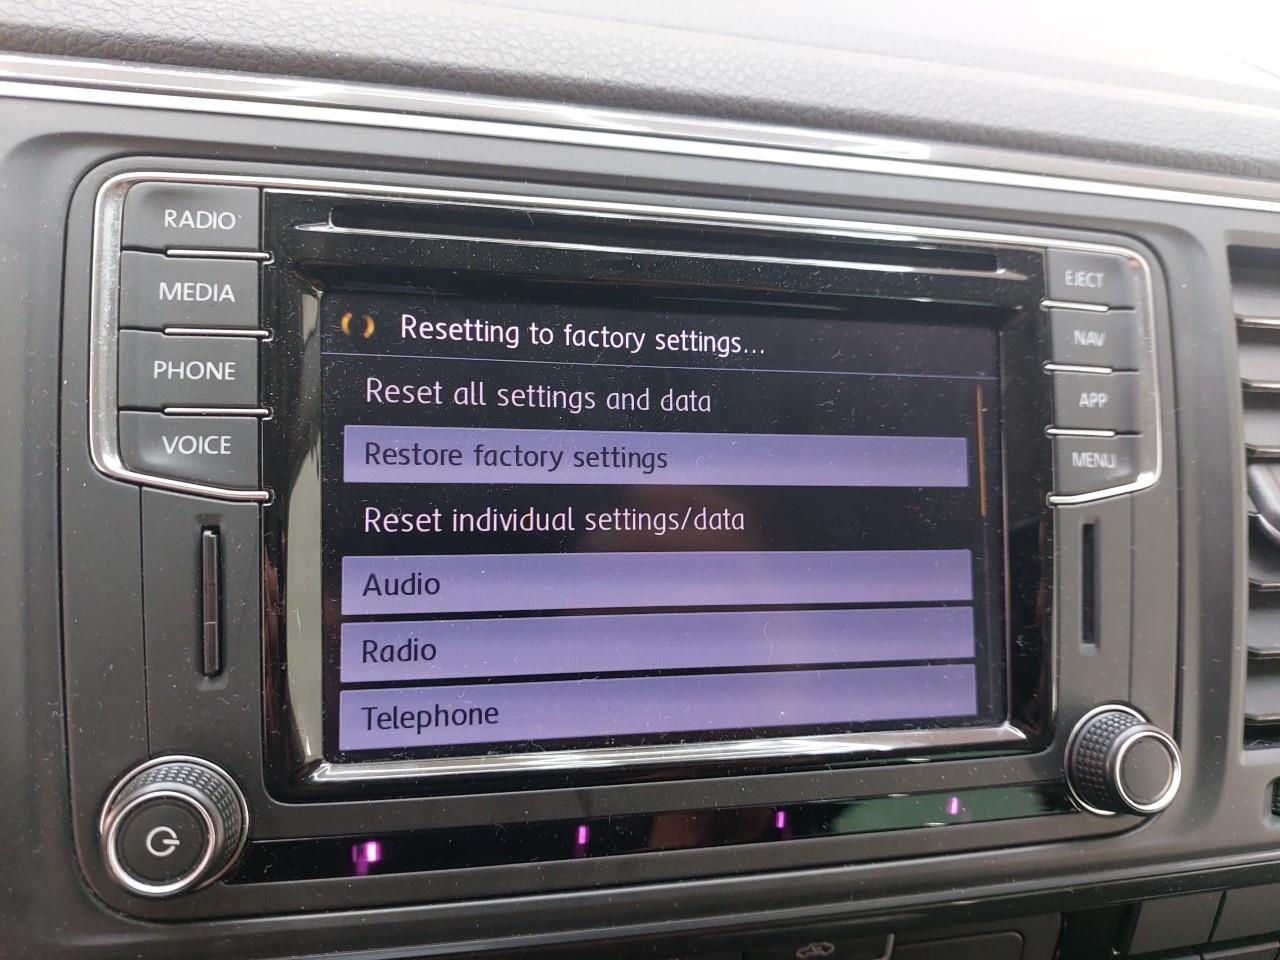 RADIO
MEDIA
PHONE
VOICE
Resetting to factory settings...
Reset all settings and data
Restore factory settings
Reset individual settings/data
Audio
Radio
Telephone
EJECT
NAV
APP
MENU